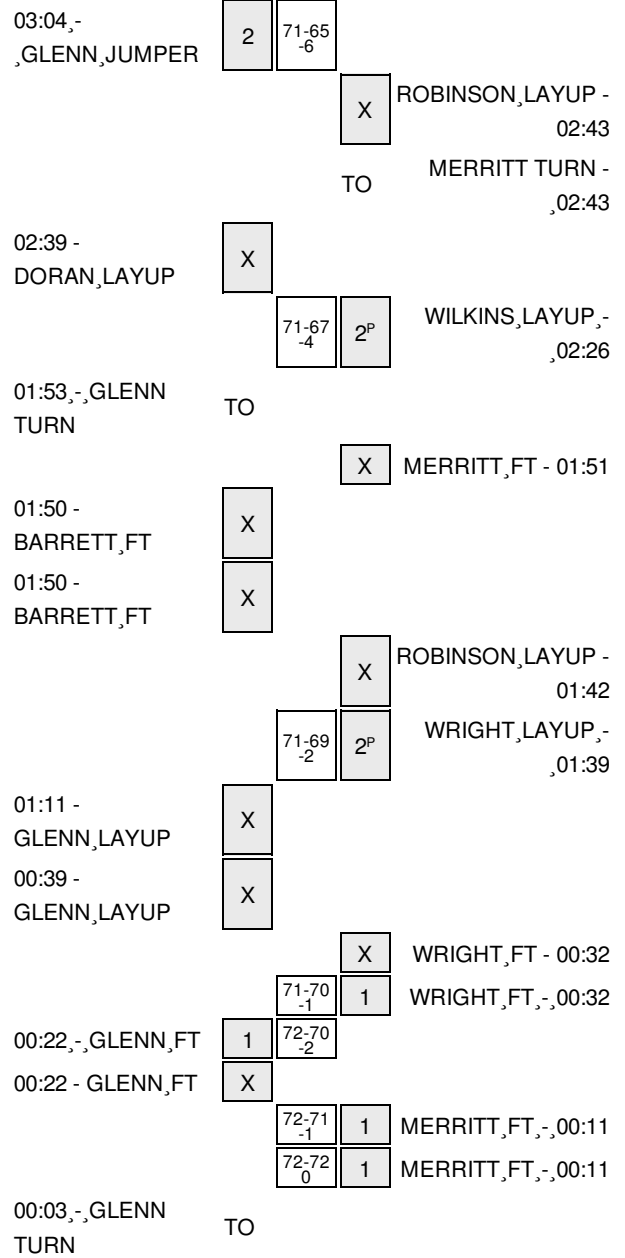 03:04¸-
¸GLENN¸JUMPER
2
71-65
-6
X
ROBINSON¸LAYUP -
02:43
TO
MERRITT TURN -
¸02:43
02:39 -
DORAN¸LAYUP
X
71-67
-4
2ᴾ
WILKINS¸LAYUP¸-
¸02:26
01:53¸-¸GLENN
TURN
TO
X
MERRITT¸FT - 01:51
01:50 -
BARRETT¸FT
X
01:50 -
BARRETT¸FT
X
X
ROBINSON¸LAYUP -
01:42
71-69
-2
2ᴾ
WRIGHT¸LAYUP¸-
¸01:39
01:11 -
GLENN¸LAYUP
X
00:39 -
GLENN¸LAYUP
X
X
WRIGHT¸FT - 00:32
71-70
-1
1
WRIGHT¸FT¸-¸00:32
00:22¸-¸GLENN¸FT
1
72-70
-2
00:22 - GLENN¸FT
X
72-71
-1
1
MERRITT¸FT¸-¸00:11
72-72
0
1
MERRITT¸FT¸-¸00:11
00:03¸-¸GLENN
TURN
TO